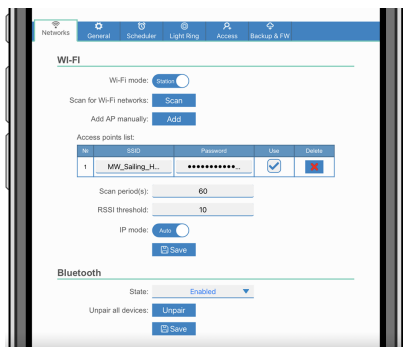 Networks General Scheduler Light Ring Access Backup & FW
WI-FI
Wi-Fi mode: Station
Scan for Wi-Fi networks: Scan
Add AP manually: Add
Access points list:
Nr SSID Password Use Delete
1 MW_Sailing_H... •••••••••••...
Scan period(s): 60
RSSI threshold: 10
IP mode: Auto
Save
Bluetooth
State: Enabled
Unpair all devices: Unpair
Save